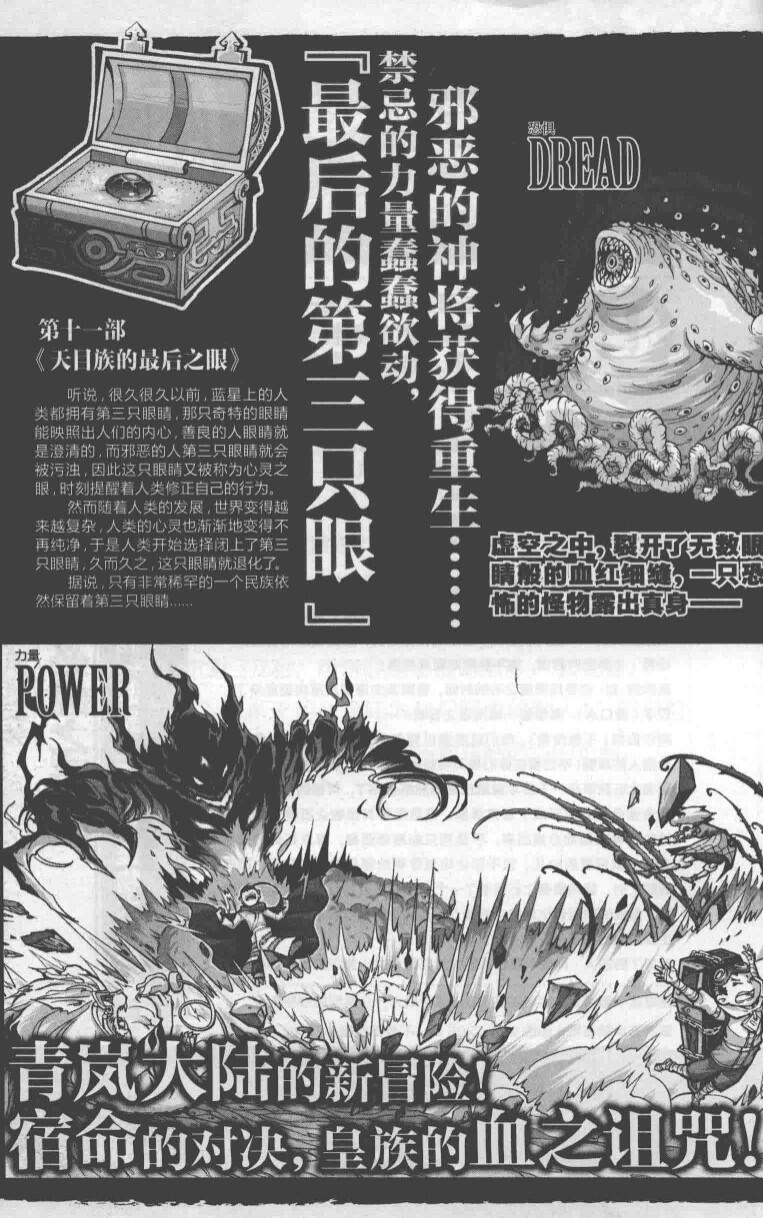 邪恶的神将获得重生……
禁忌的力量蠢蠢欲动，
『最后的第三只眼』
第十一部
《天目族的最后之眼》
听说，很久很久以前，蓝星上的人
类都拥有第三只眼睛，那只奇特的眼睛
能映照出人们的内心，善良的人眼睛就
是澄清的，而邪恶的人第三只眼睛就会
被污浊，因此这只眼睛又被称为心灵之
眼，时刻提醒着人类修正自己的行为。
然而随着人类的发展，世界变得越
来越复杂，人类的心灵也渐渐地变得不
再纯净，于是人类开始选择闭上了第三
只眼睛，久而久之，这只眼睛就退化了。
据说，只有非常稀罕的一个民族依
然保留着第三只眼睛……
恐惧
DREAD
虚空之中，裂开了无数眼
睛般的血红细缝，一只恐
怖的怪物露出真身——
力量
POWER
青岚大陆的新冒险！
宿命的对决，皇族的血之诅咒！